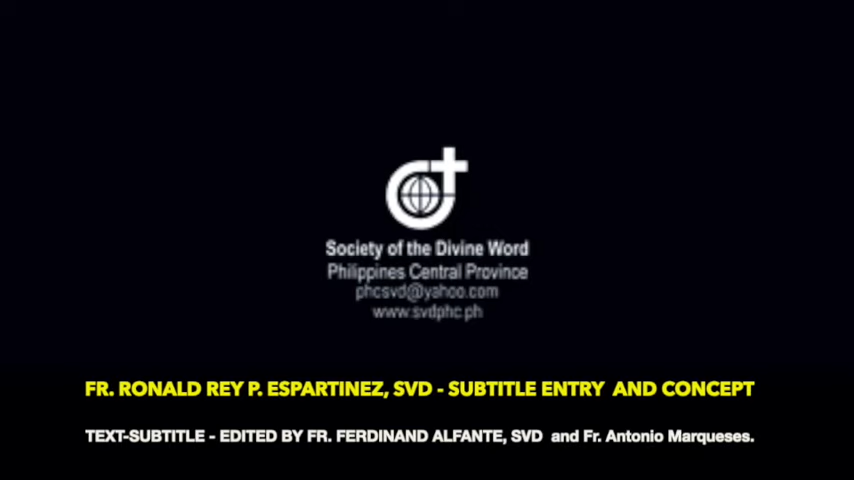 Society of the Divine Word
Philippines Central Province
phcsvd@yahoo.com
www.svdphc.ph
FR. RONALD REY P. ESPARTINEZ, SVD - SUBTITLE ENTRY AND CONCEPT
TEXT-SUBTITLE - EDITED BY FR. FERDINAND ALFANTE, SVD and Fr. Antonio Marqueses.